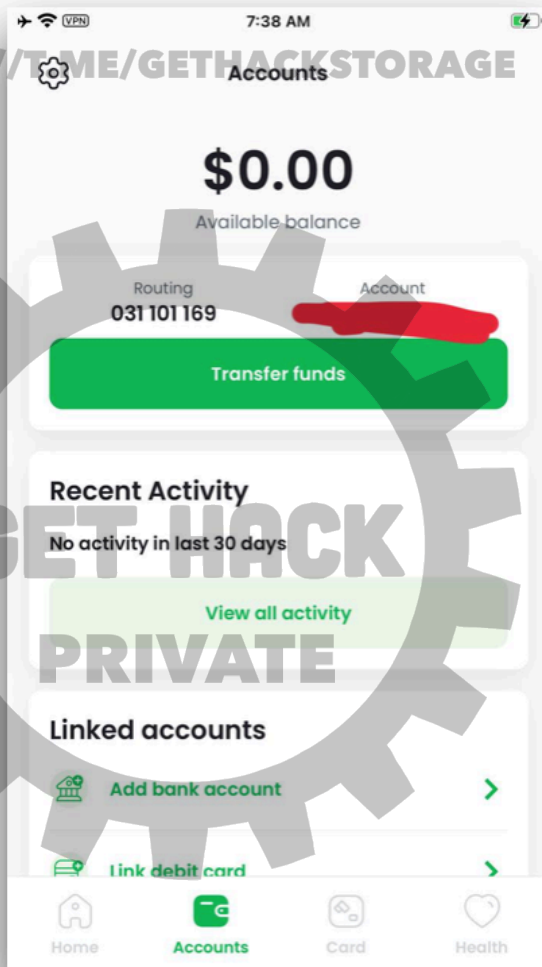 VPN 7:38 AM
/T.ME/GETHACKSTORAGE
Accounts
$0.00
Available balance
Routing
Account
031 101 169
Transfer funds
Recent Activity
GET HACK
No activity in last 30 days
View all activity
PRIVATE
Linked accounts
Add bank account
Link debit card
Home
Accounts
Card
Health